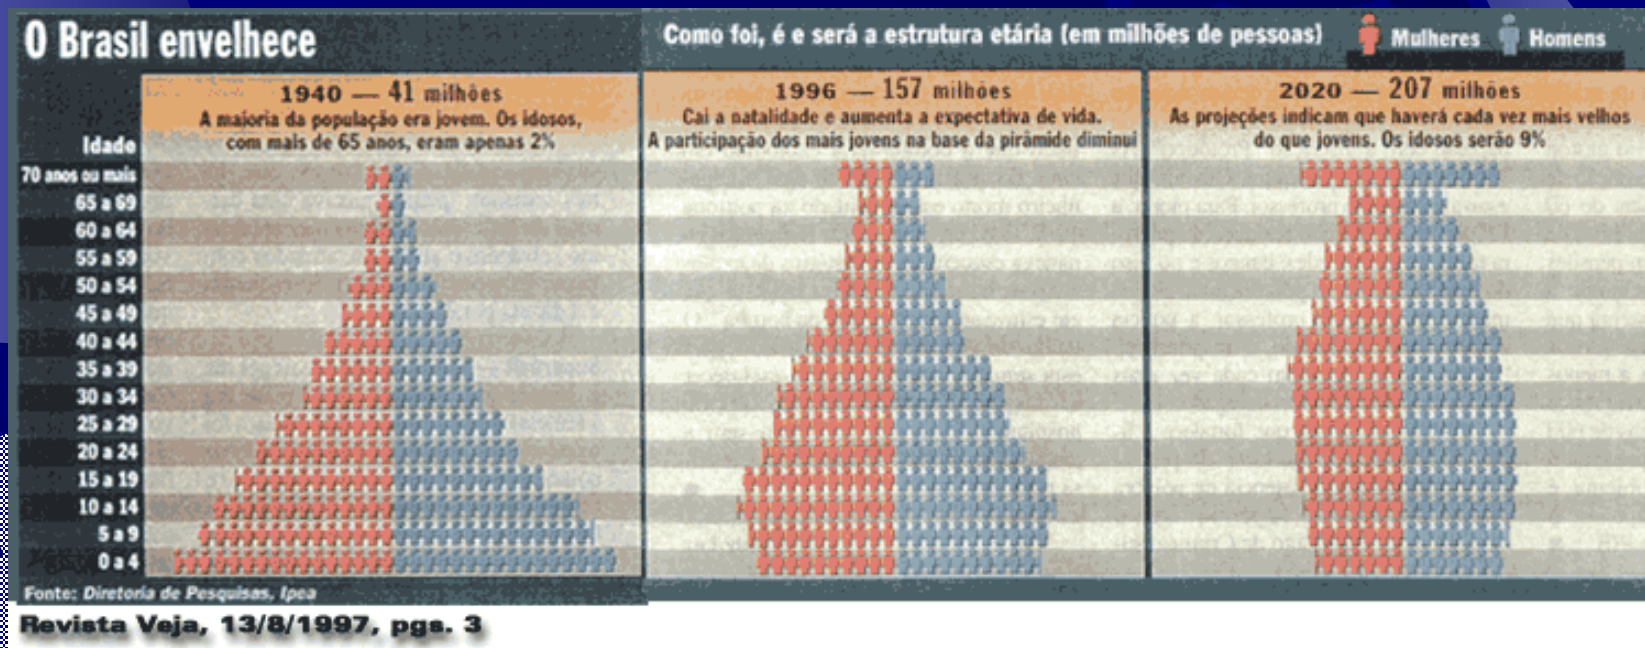 O Brasil envelhece
Como foi, é e será a estrutura etária (em milhões de pessoas)
Mulheres
Homens
1940 — 41 milhões
A maioria da população era jovem. Os idosos,
com mais de 65 anos, eram apenas 2%
1996 — 157 milhões
Cai a natalidade e aumenta a expectativa de vida.
A participação dos mais jovens na base da pirâmide diminui
2020 — 207 milhões
As projeções indicam que haverá cada vez mais velhos
do que jovens. Os idosos serão 9%
Idade
70 anos ou mais
65 a 69
60 a 64
55 a 59
50 a 54
45 a 49
40 a 44
35 a 39
30 a 34
25 a 29
20 a 24
15 a 19
10 a 14
5 a 9
0 a 4
Fonte: Diretoria de Pesquisas, Ipea
Revista Veja, 13/8/1997, pgs. 3